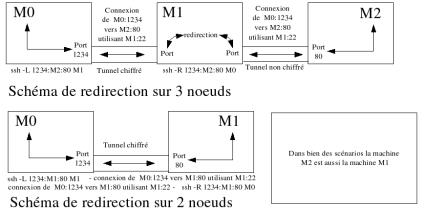 M0
Connexion
de M0:1234
vers M2:80
utilisant M1:22
M1
Connexion
de M0:1234
vers M2:80
utilisant M1:22
M2
redirection
Port
1234
Port
80
ssh -L 1234:M2:80 M1
Tunnel chiffré
ssh -R 1234:M2:80 M0
Tunnel non chiffré
Schéma de redirection sur 3 noeuds
M0
Tunnel chiffré
M1
Port
1234
Port
80
ssh -L 1234:M1:80 M1 - connexion de M0:1234 vers M1:80 utilisant M1:22
connexion de M0:1234 vers M1:80 utilisant M1:22 - ssh -R 1234:M1:80 M0
Schéma de redirection sur 2 noeuds
Dans bien des scénarios la machine
M2 est aussi la machine M1